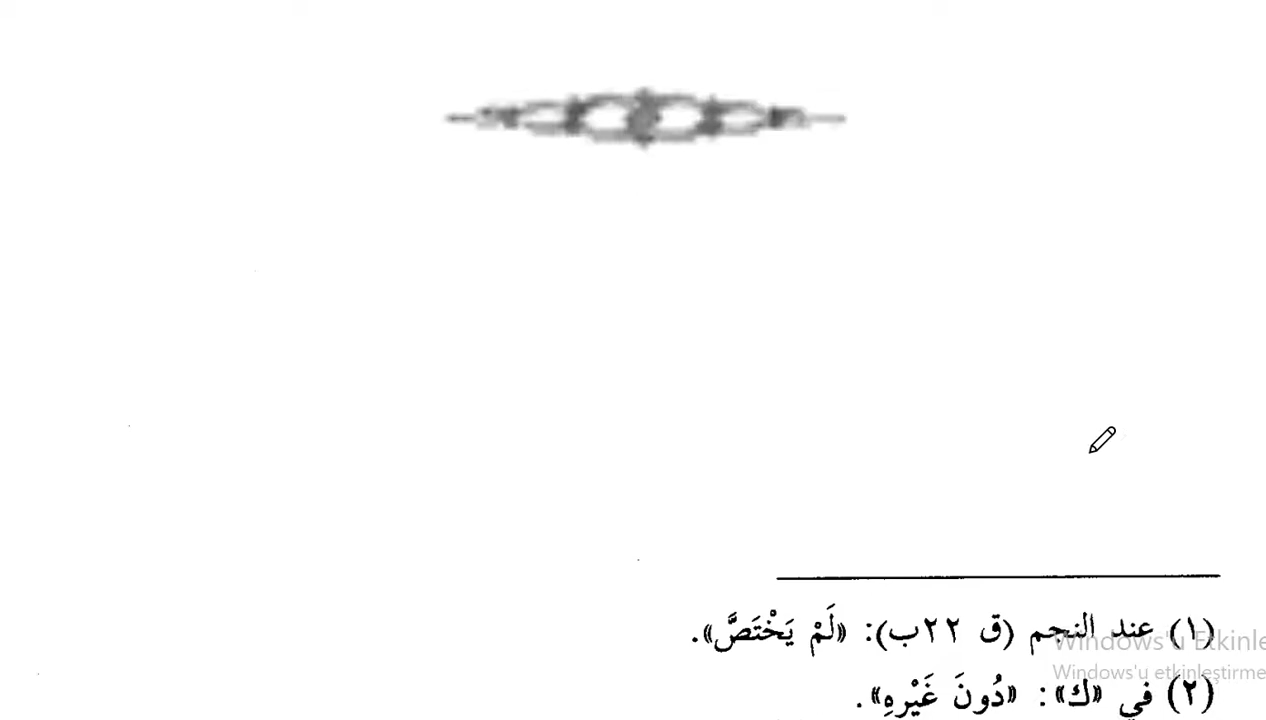 (١) عند النجم (ق ٢٢ب): «لَمْ يَخْتَصَّ».
Windows'u Etkinle
Windows'u etkinleştirme
(٢) في «ك»: «دُونَ غَيْرِهِ».